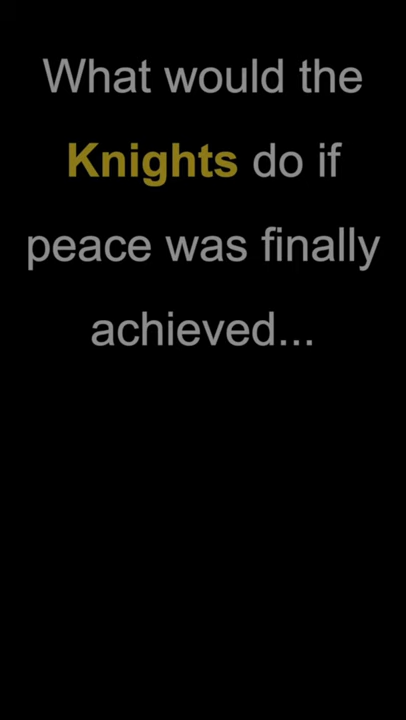 What would the
Knights do if
peace was finally
achieved...